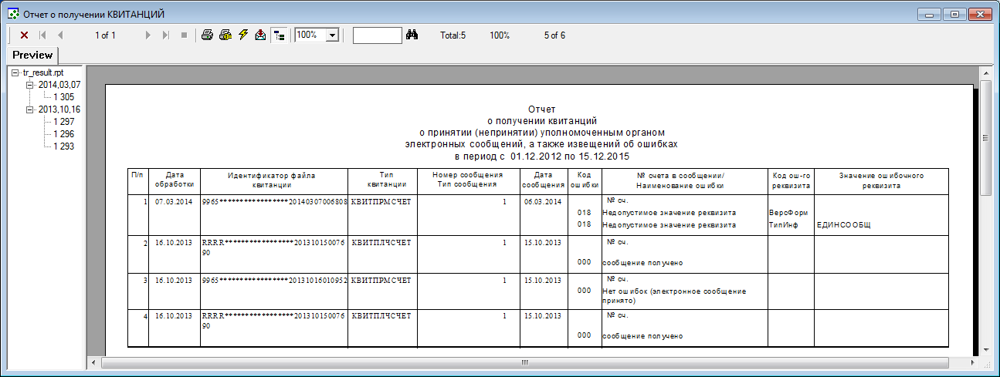 Отчет о получении КВИТАНЦИЙ
1 of 1 100% Total:5 100% 5 of 6
Preview
tr_result.rpt
2014,03,07
1 305
2013,10,16
1 297
1 296
1 293
Отчет
о получении квитанций
о принятии (непринятии) уполномоченным органом
электронных сообщений, а также извещений об ошибках
в период с 01.12.2012 по 15.12.2015
П/п Дата Идентификатор файла Тип Номер сообщения Дата Код № счета в сообщении/ Код ош-го Значение ошибочного
обработки квитанции квитанции Тип сообщения сообщения ошибки Наименование ошибки реквизита реквизита
1 07.03.2014 9965******************20140307006808 КВИТПРМСЧЕТ 1 06.03.2014 № сч.
018 Недопустимое значение реквизита ВерсФорм
018 Недопустимое значение реквизита ТипИнф ЕДИНСООБЩ
2 16.10.2013 RRRR******************201310150076 КВИТПЛЧСЧЕТ 1 15.10.2013 № сч.
90
000 сообщение получено
3 16.10.2013 9965******************20131016010952 КВИТПРМСЧЕТ 1 15.10.2013 № сч.
000 Нет ошибок (электронное сообщение
принято)
4 16.10.2013 RRRR******************201310150076 КВИТПЛЧСЧЕТ 1 15.10.2013 № сч.
90
000 сообщение получено